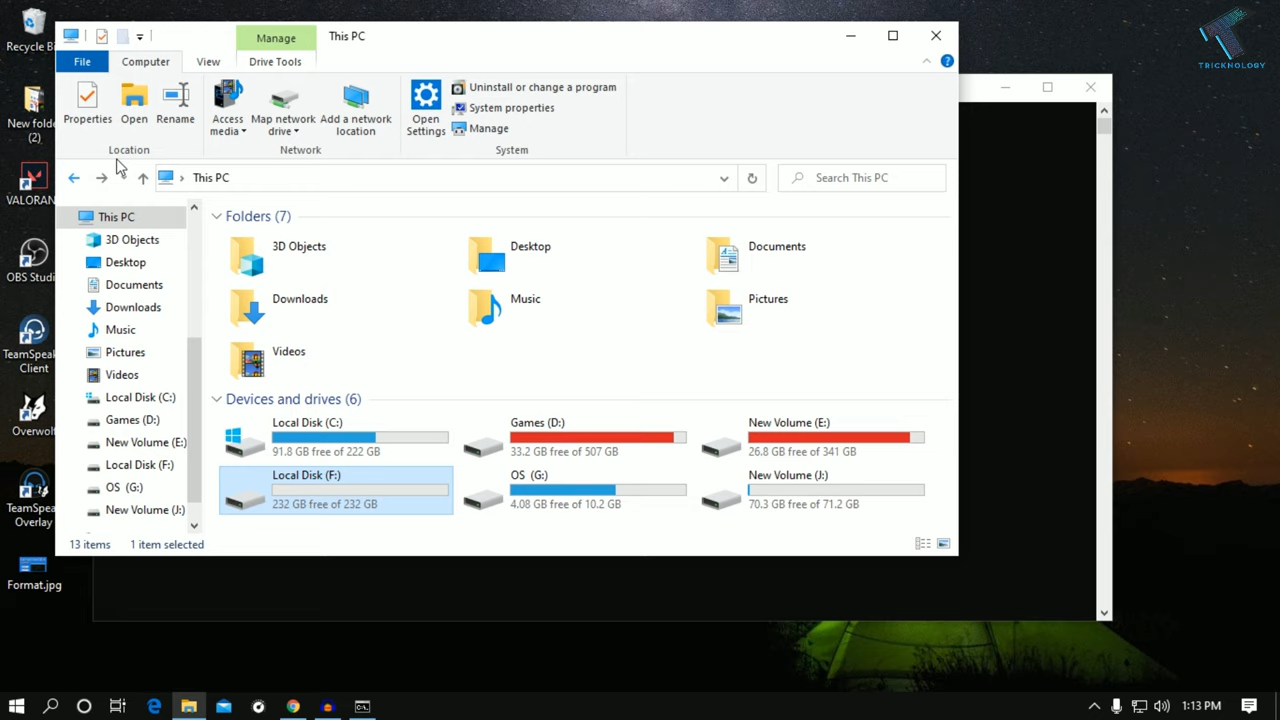 Recycle Bi
New folde
(2)
VALORAN
OBS Studi
TeamSpeak
Client
Overwol
TeamSp
Overlay
Format.jpg
Manage
This PC
File
Computer
View
Drive Tools
Properties
Open
Rename
Access
media
Map network
drive
Add a network
location
Open
Settings
Uninstall or change a program
System properties
Manage
Location
Network
System
This PC
Search This PC
This PC
3D Objects
Desktop
Documents
Downloads
Music
Pictures
Videos
Local Disk (C:)
Games (D:)
New Volume (E:)
Local Disk (F:)
OS (G:)
New Volume (J:)
Folders (7)
3D Objects
Desktop
Documents
Downloads
Music
Pictures
Videos
Devices and drives (6)
Local Disk (C:)
91.8 GB free of 222 GB
Games (D:)
33.2 GB free of 507 GB
New Volume (E:)
26.8 GB free of 341 GB
Local Disk (F:)
232 GB free of 232 GB
OS (G:)
4.08 GB free of 10.2 GB
New Volume (J:)
70.3 GB free of 71.2 GB
13 items
1 item selected
TRICKNOLOGY
1:13 PM